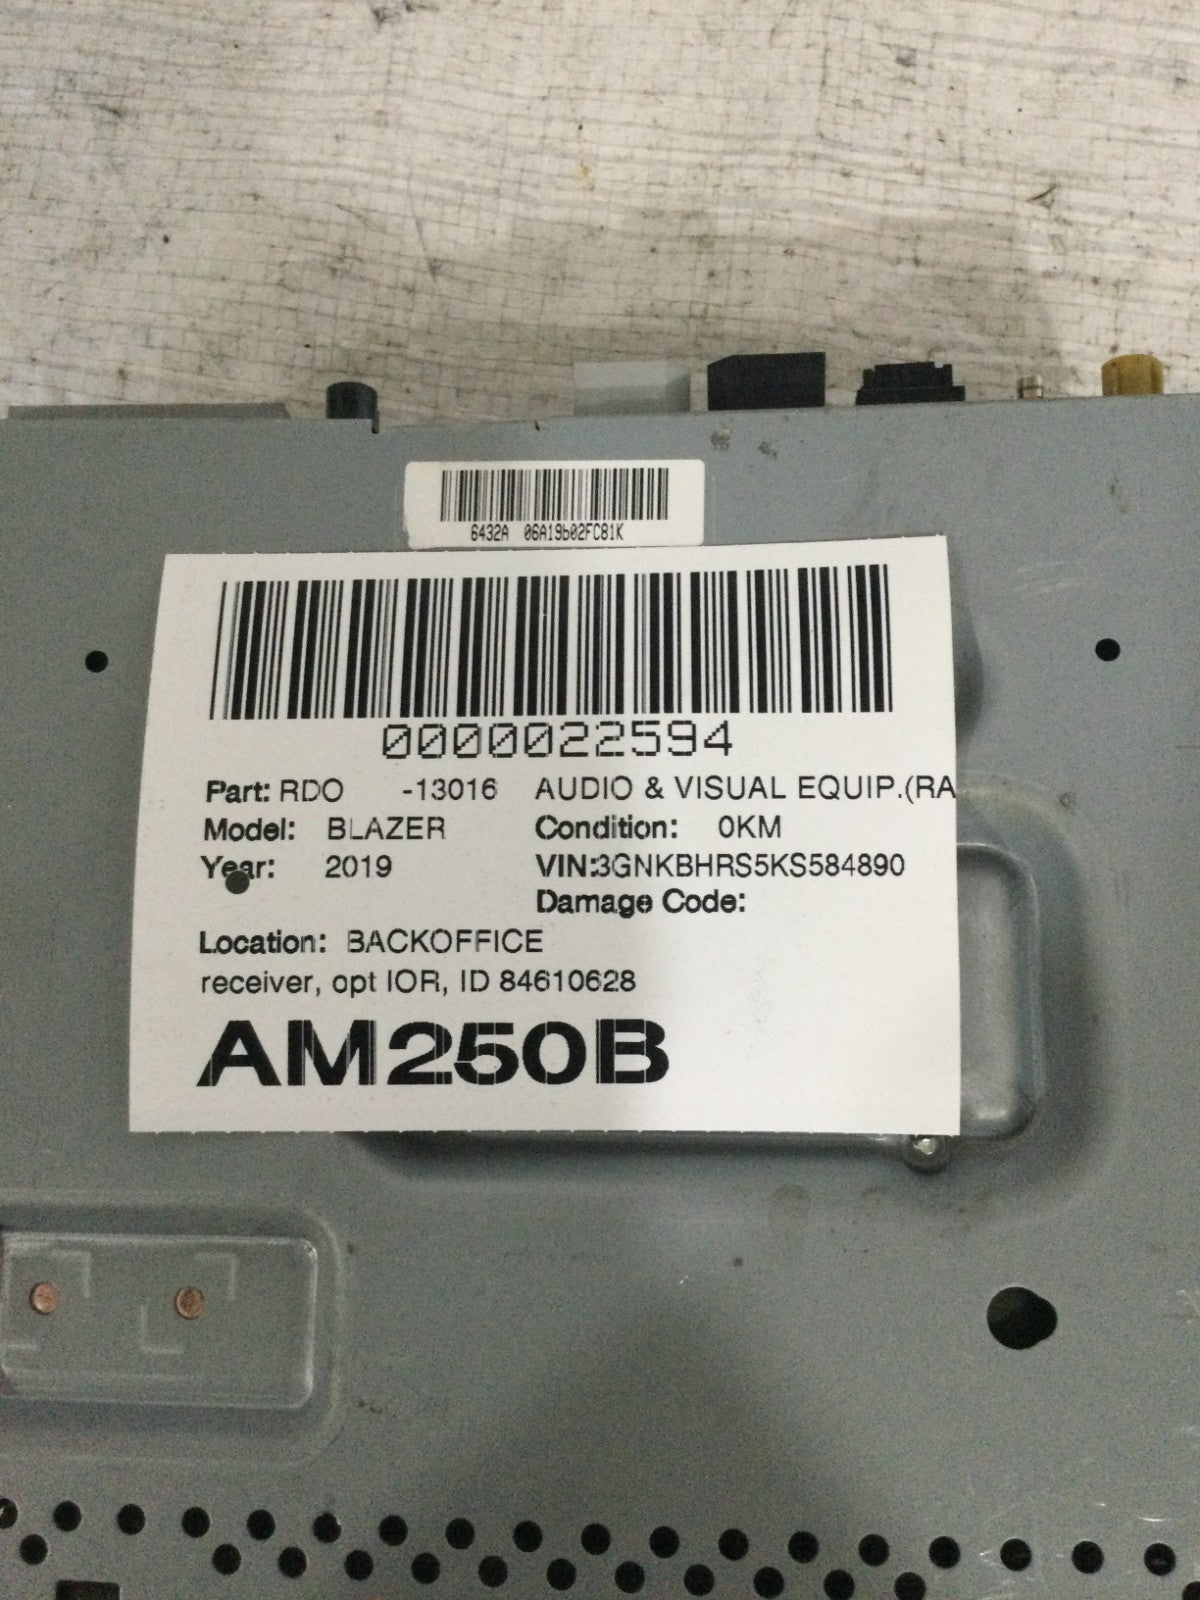 6432A 06A19b02FC81K
0000022594
Part: RDO -13016 AUDIO & VISUAL EQUIP.(RA
Model: BLAZER Condition: 0KM
Year: 2019 VIN:3GNKBHRS5KS584890
Damage Code:
Location: BACKOFFICE
receiver, opt IOR, ID 84610628
AM250B